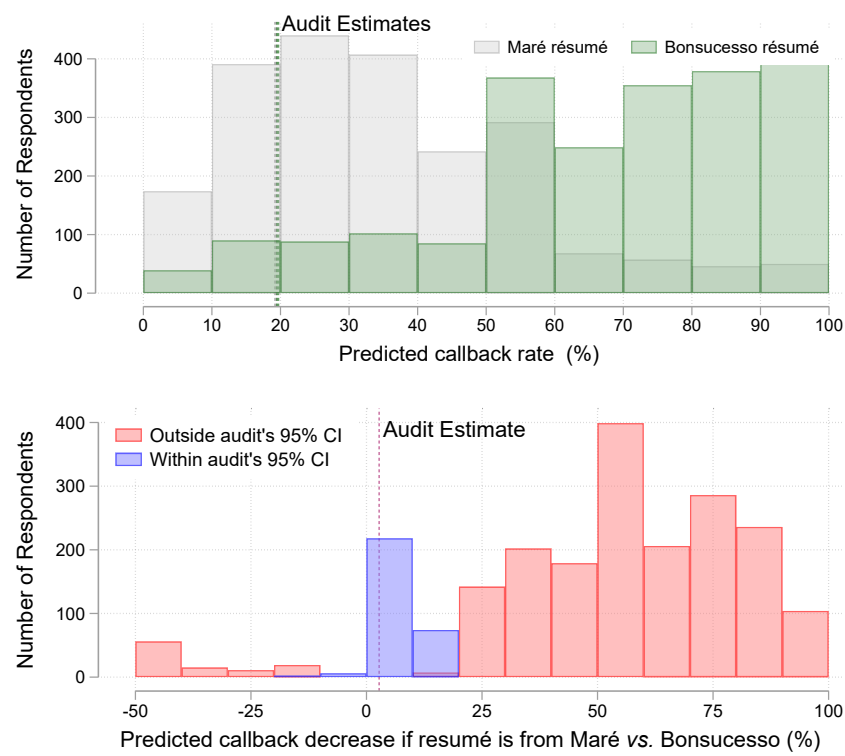 Audit Estimates
Maré résumé
Bonsucesso résumé
Number of Respondents
400
300
200
100
0
0 10 20 30 40 50 60 70 80 90 100
Predicted callback rate (%)
Outside audit's 95% CI
Within audit's 95% CI
Audit Estimate
Number of Respondents
400
300
200
100
0
-50 -25 0 25 50 75 100
Predicted callback decrease if resumé is from Maré vs. Bonsucesso (%)